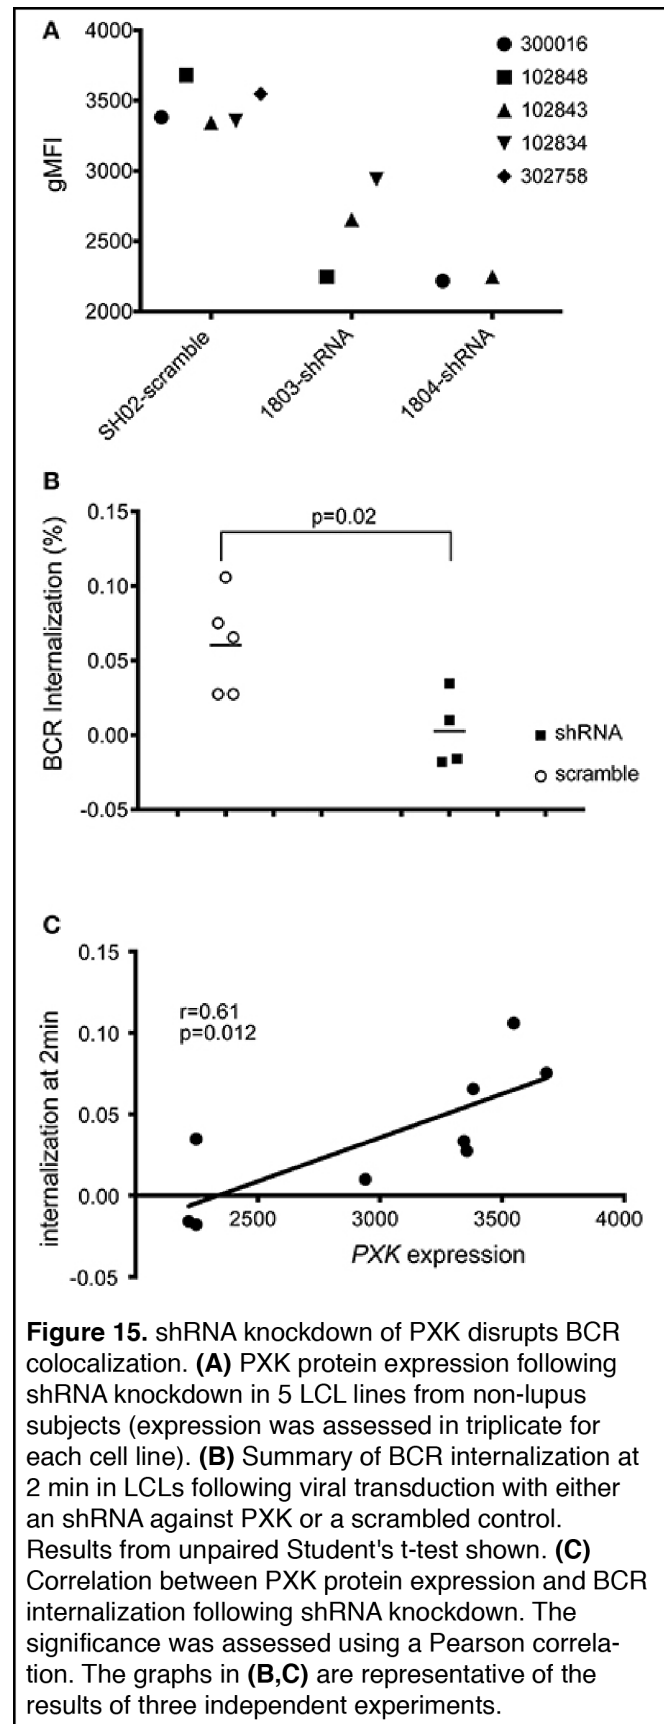 A
4000
3500
3000
2500
2000
gMFI
300016
102848
102843
102834
302758
SH02-scramble
1803-shRNA
1804-shRNA
B
p=0.02
0.15
0.10
0.05
0.00
-0.05
BCR Internalization (%)
shRNA
scramble
C
0.15
0.10
0.05
0.00
-0.05
internalization at 2min
r=0.61
p=0.012
2500 3000 3500 4000
PXK expression
Figure 15. shRNA knockdown of PXK disrupts BCR
colocalization. (A) PXK protein expression following
shRNA knockdown in 5 LCL lines from non-lupus
subjects (expression was assessed in triplicate for
each cell line). (B) Summary of BCR internalization at
2 min in LCLs following viral transduction with either
an shRNA against PXK or a scrambled control.
Results from unpaired Student's t-test shown. (C)
Correlation between PXK protein expression and BCR
internalization following shRNA knockdown. The
significance was assessed using a Pearson correla-
tion. The graphs in (B,C) are representative of the
results of three independent experiments.